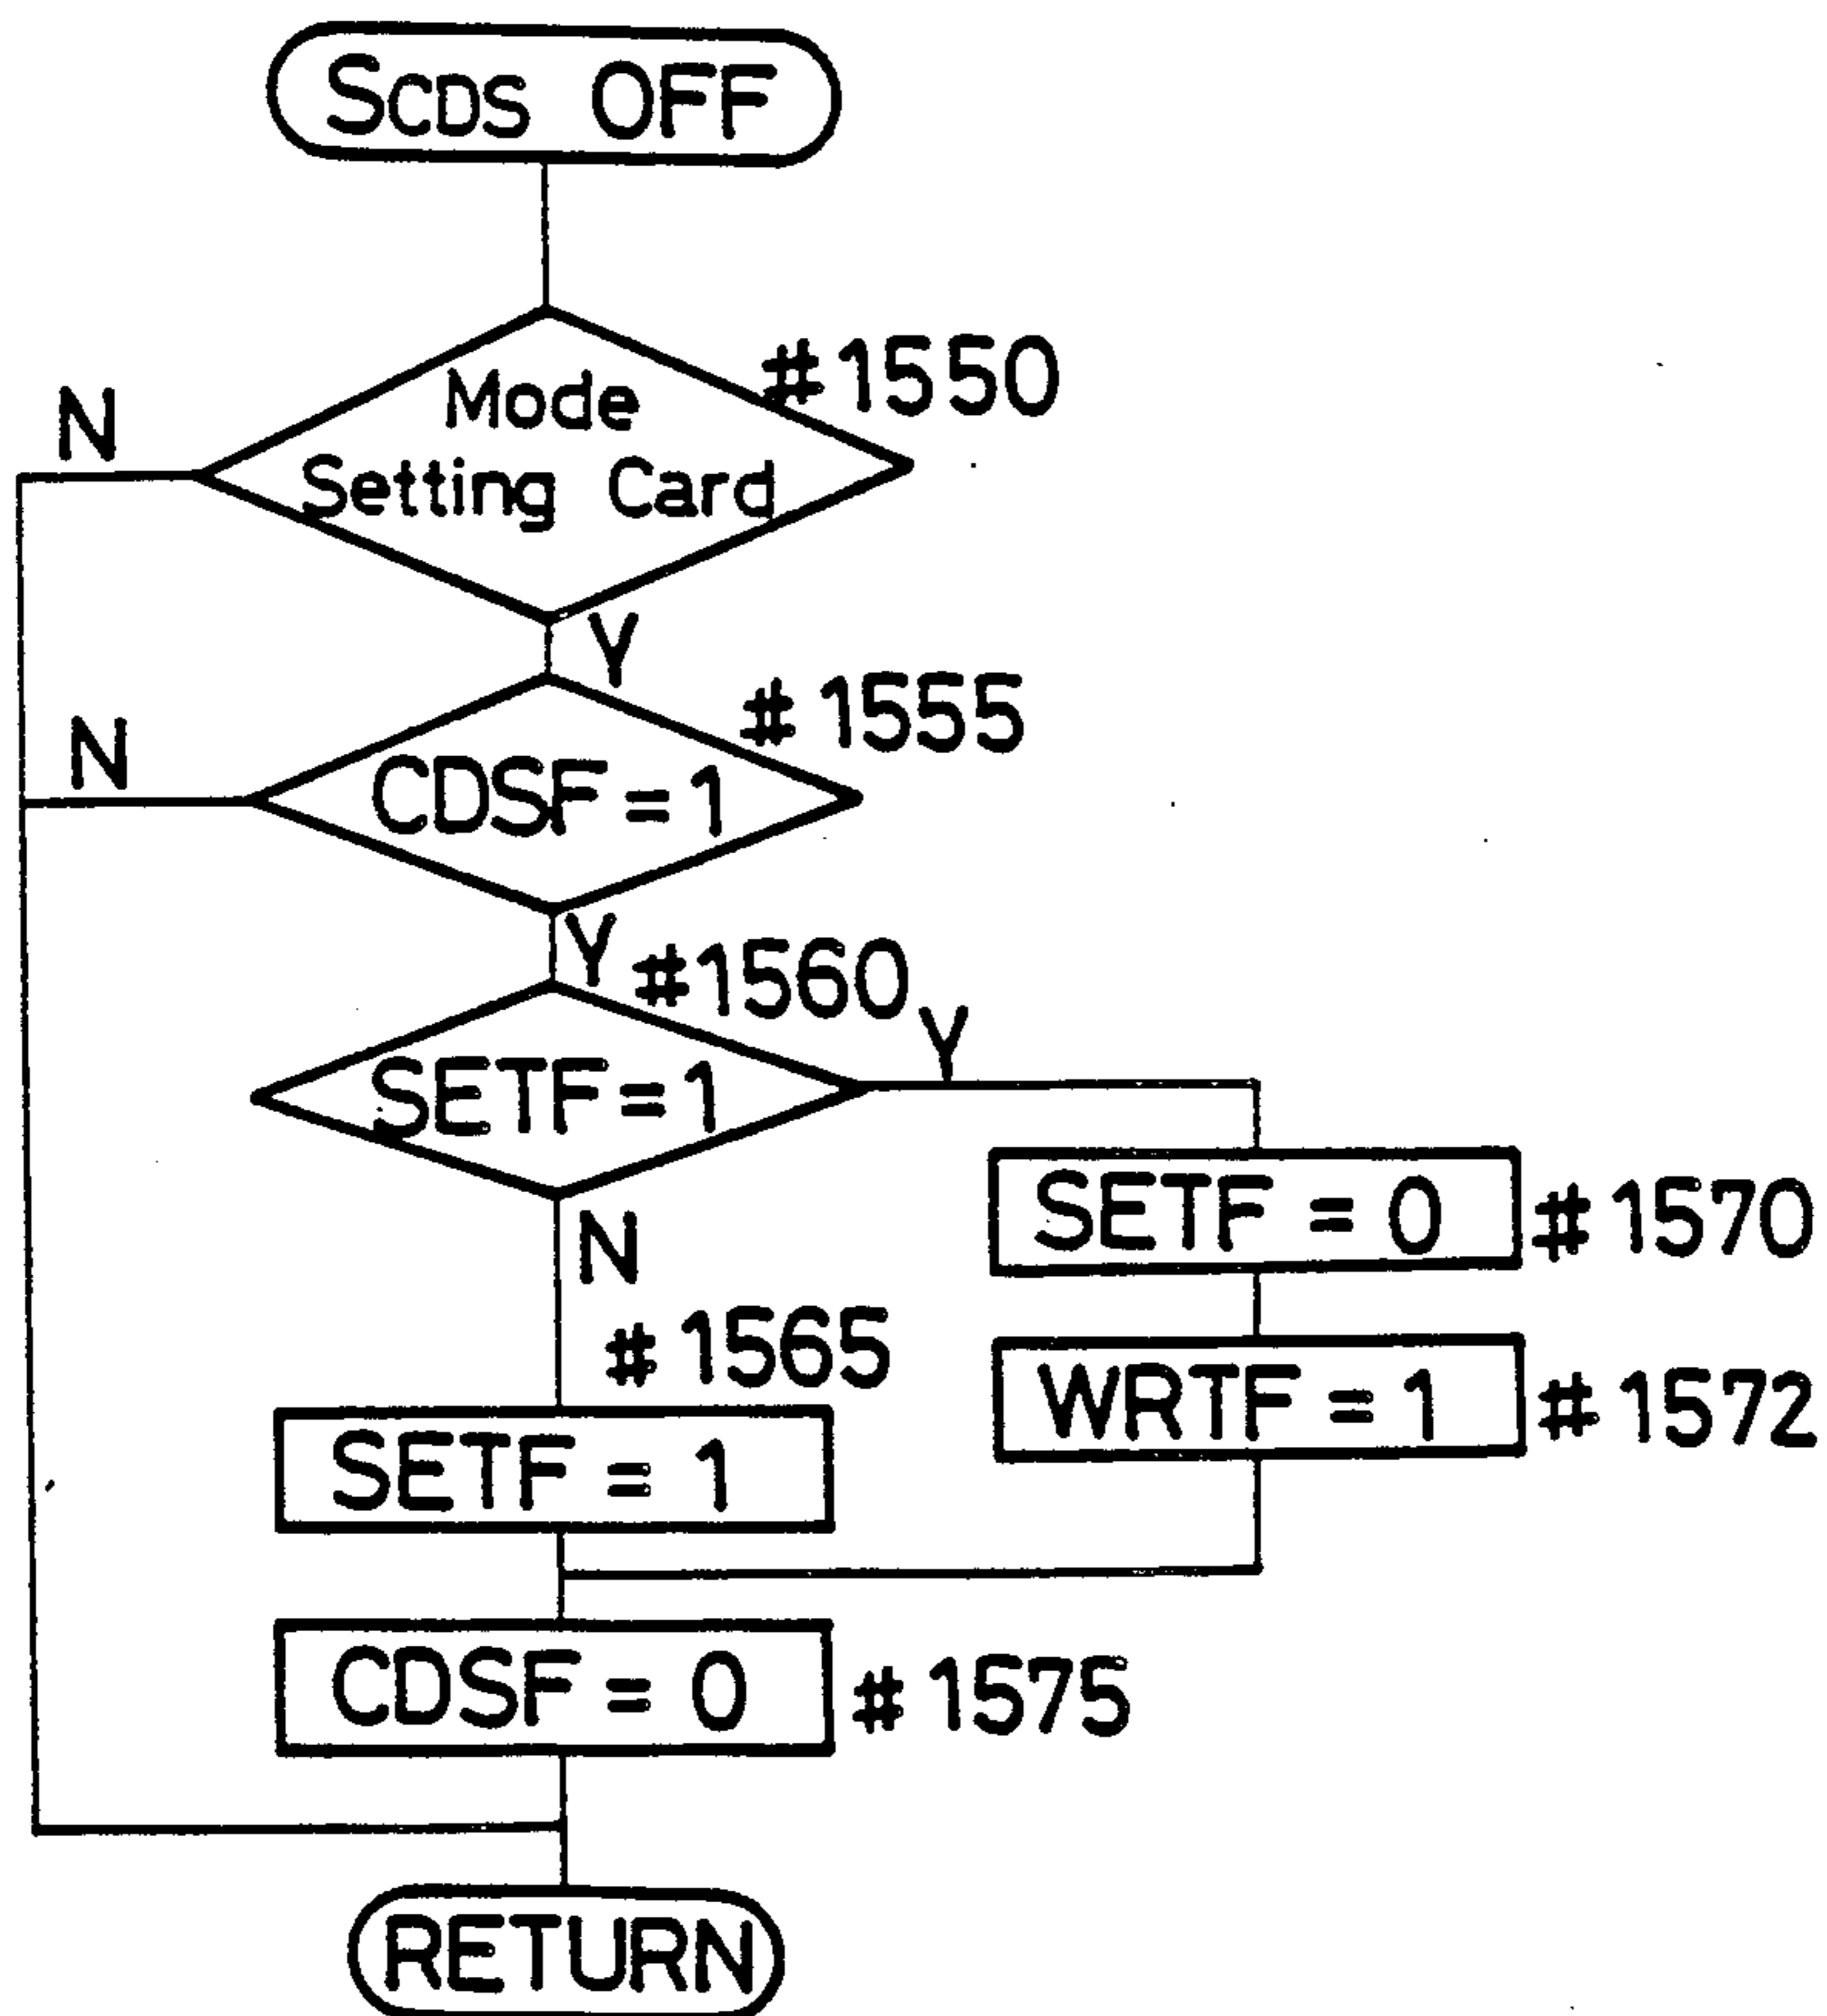 SCDS OFF
#1550
Mode
Setting Card
N
Y
#1555
N
CDSF=1
Y
#1560
Y
SETF=1
N
SETF = 0
#1570
#1565
WRTF = 1
#1572
SETF = 1
CDSF = 0
#1575
RETURN